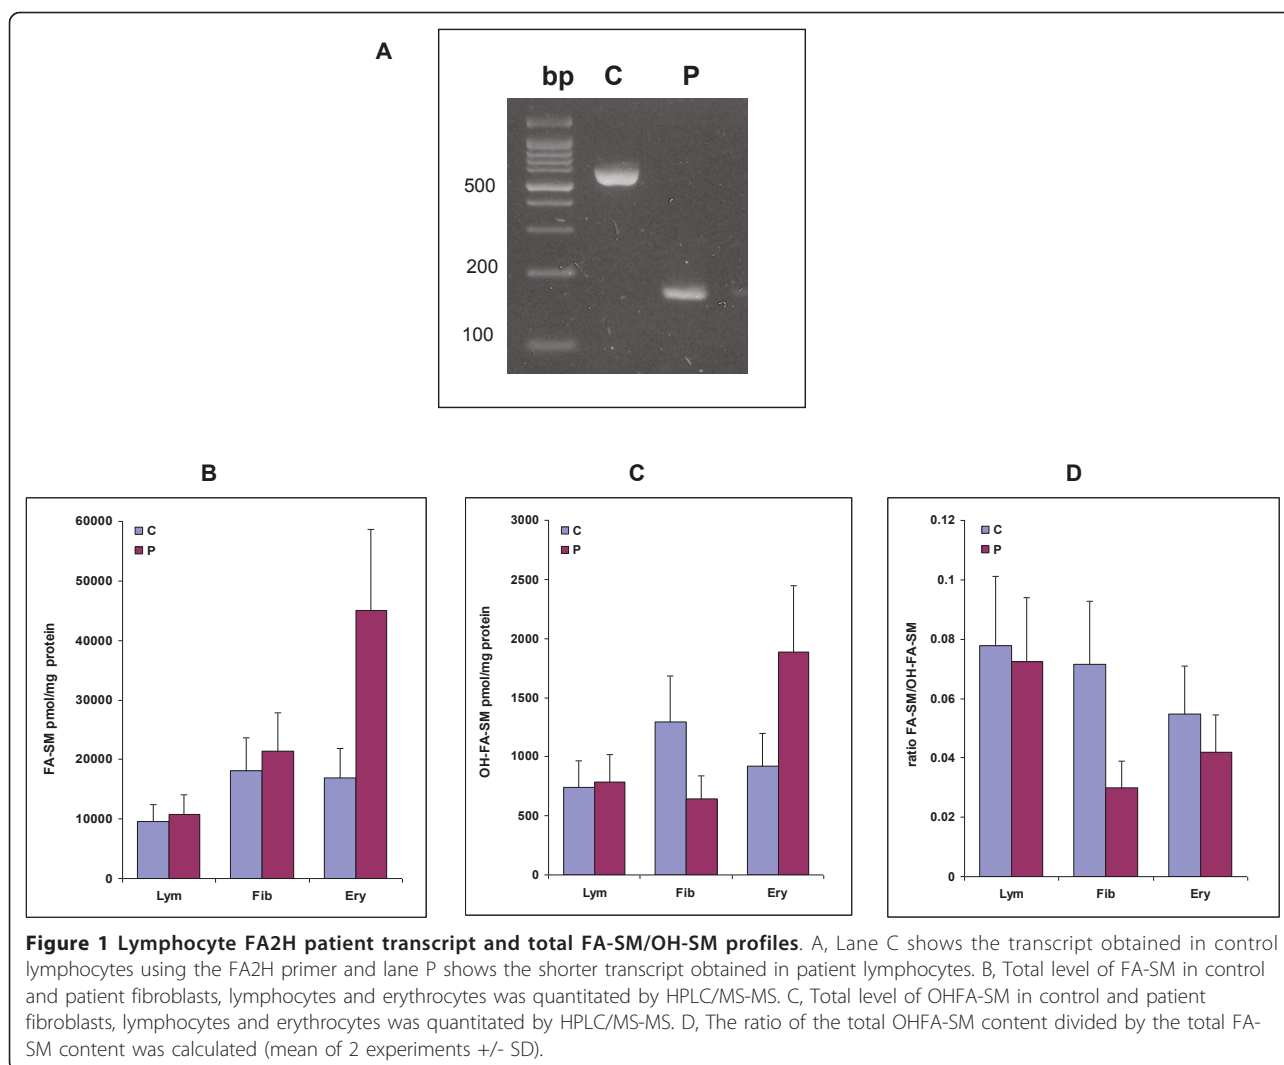 A
bp C P
500
200
100
B
60000
50000
40000
30000
20000
10000
0
FA-SM pmol/mg protein
C
P
Lym Fib Ery
C
3000
2500
2000
1500
1000
500
0
OH-FA-SM pmol/mg protein
C
P
Lym Fib Ery
D
0.12
0.1
0.08
0.06
0.04
0.02
0
ratio FA-SM/OH-FA-SM
C
P
Lym Fib Ery
Figure 1 Lymphocyte FA2H patient transcript and total FA-SM/OH-SM profiles. A, Lane C shows the transcript obtained in control
lymphocytes using the FA2H primer and lane P shows the shorter transcript obtained in patient lymphocytes. B, Total level of FA-SM in control
and patient fibroblasts, lymphocytes and erythrocytes was quantitated by HPLC/MS-MS. C, Total level of OHFA-SM in control and patient
fibroblasts, lymphocytes and erythrocytes was quantitated by HPLC/MS-MS. D, The ratio of the total OHFA-SM content divided by the total FA-
SM content was calculated (mean of 2 experiments +/- SD).